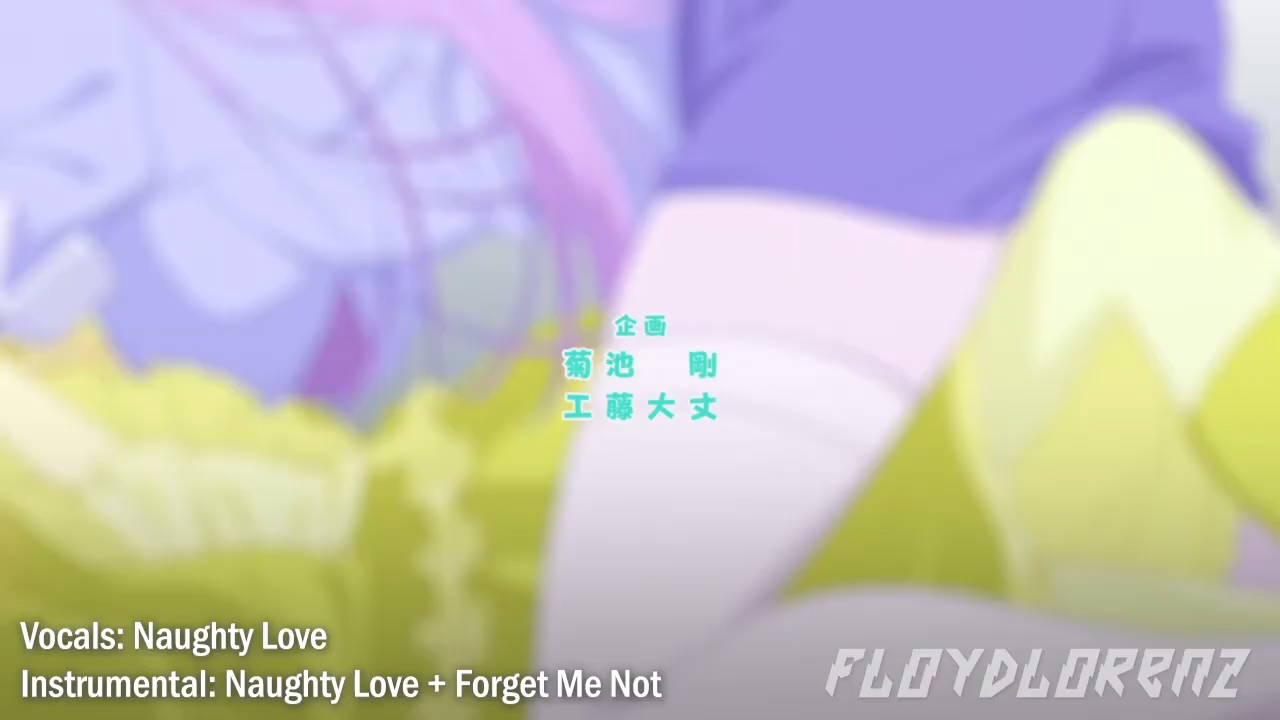 企画
菊池 剛
工藤大丈
Vocals: Naughty Love
Instrumental: Naughty Love + Forget Me Not
FLOYDLORENZ